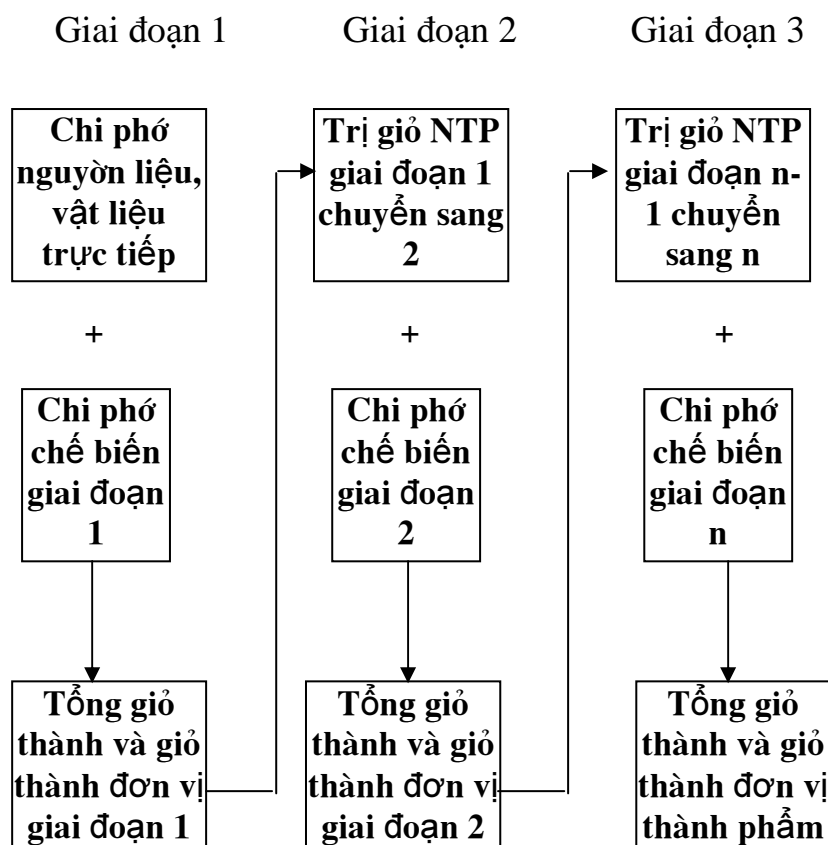 Giai đoạn 1
Giai đoạn 2
Giai đoạn 3
Chi phớ
nguyờn liệu,
vật liệu
trực tiếp
Trị giỏ NTP
giai đoạn 1
chuyển sang
2
Trị giỏ NTP
giai đoạn n-
1 chuyển
sang n
+
+
+
Chi phớ
chế biến
giai đoạn
1
Chi phớ
chế biến
giai đoạn
2
Chi phớ
chế biến
giai đoạn
n
Tổng giỏ
thành và giỏ
thành đơn vị
giai đoạn 1
Tổng giỏ
thành và giỏ
thành đơn vị
giai đoạn 2
Tổng giỏ
thành và giỏ
thành đơn vị
thành phẩm